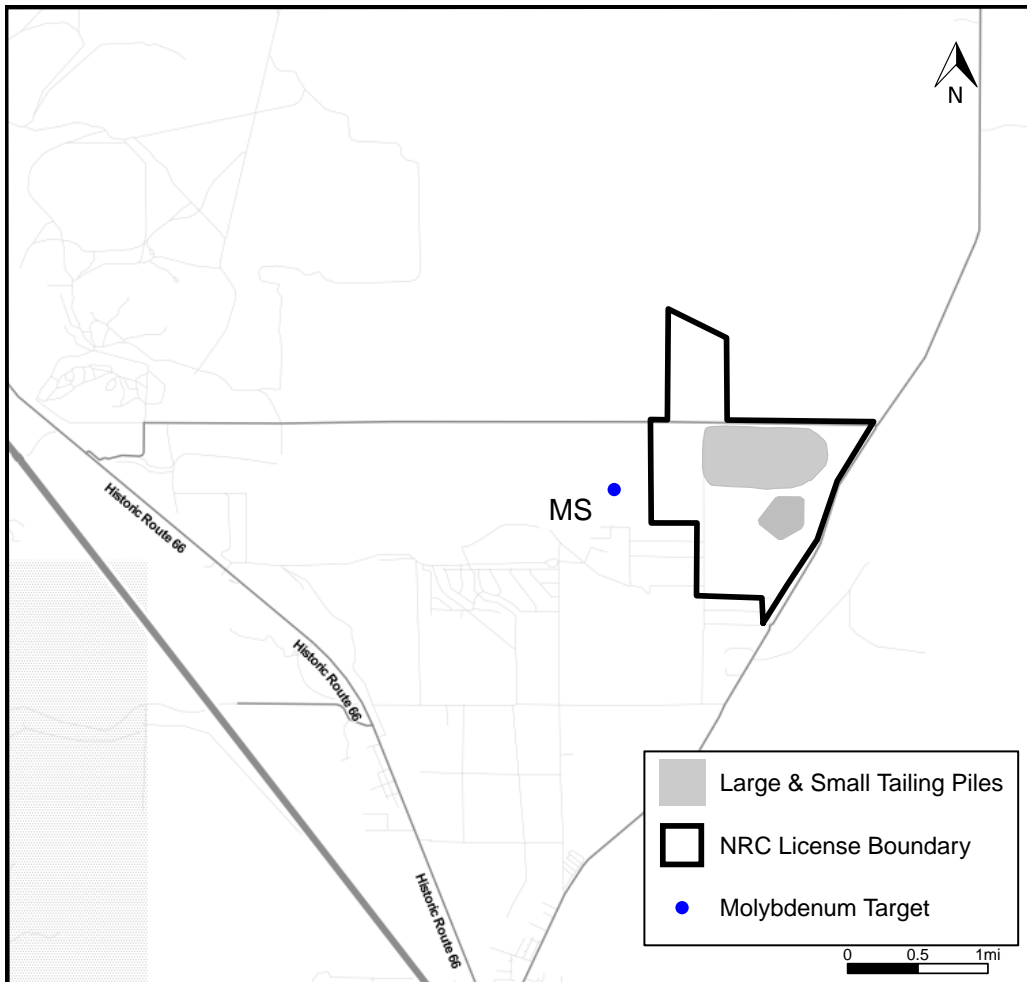 N
MS
Historic Route 66
Historic Route 66
Historic Route 66
Large & Small Tailing Piles
NRC License Boundary
Molybdenum Target
0 0.5 1mi